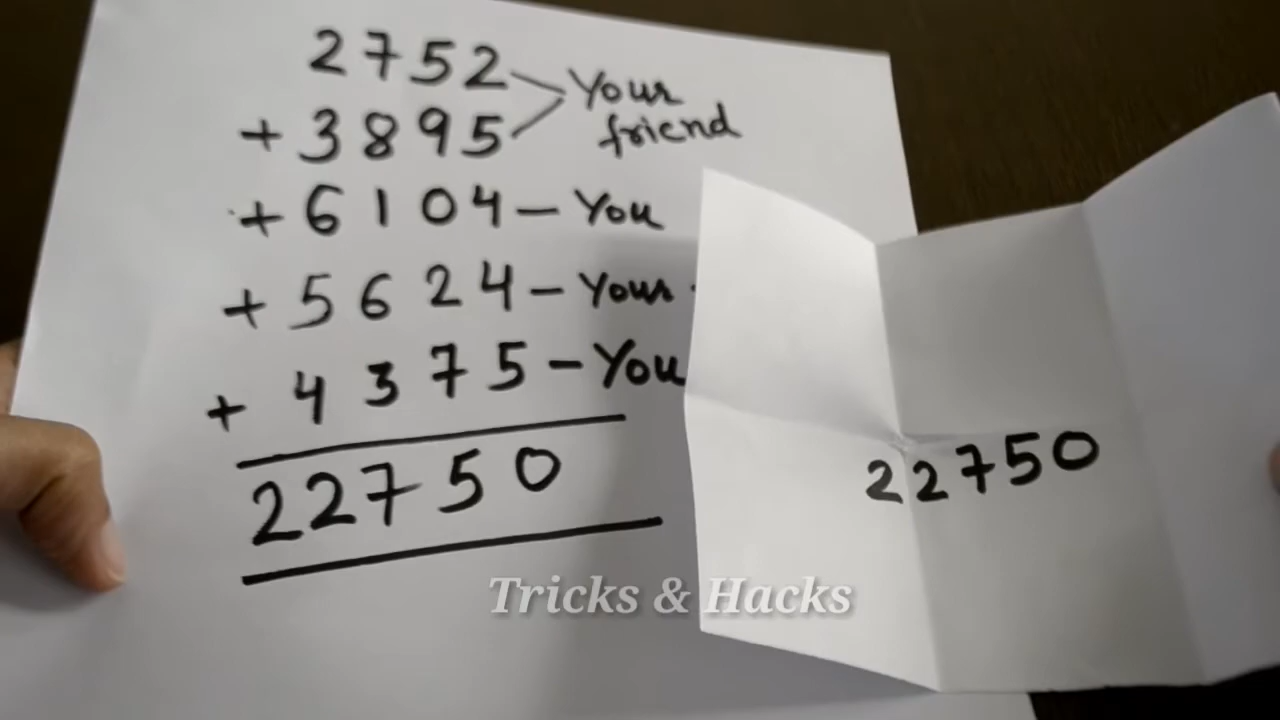 2752
+3895
Your
friend
+6104 – You
+5624 – Your
+4375 – You
22750
22750
Tricks & Hacks